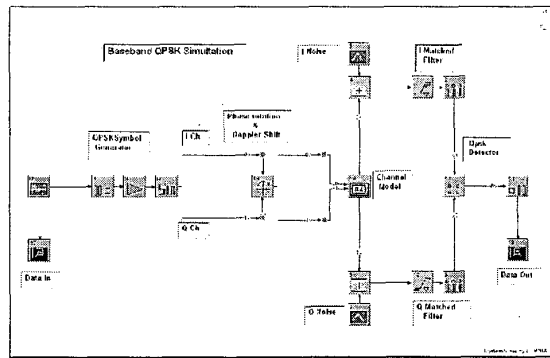 Baseband QPSK Simulation
I Noise
I Matched
Filter
Phase rotation
&
Doppler Shift
QPSK Symbol
Generator
I Ch
Qpsk
Detector
Channel
Model
Q Ch
Data In
Data Out
Q Noise
Q Matched
Filter